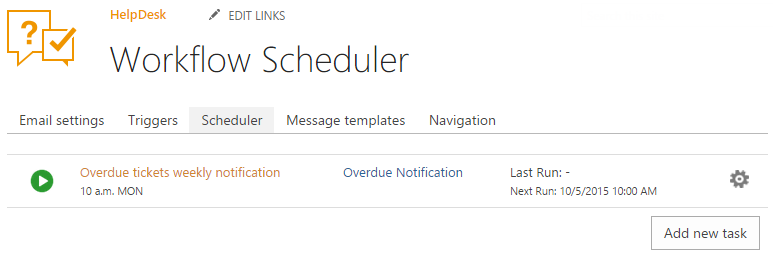 HelpDesk EDIT LINKS
Workflow Scheduler
Email settings Triggers Scheduler Message templates Navigation
Overdue tickets weekly notification Overdue Notification Last Run: -
10 a.m. MON Next Run: 10/5/2015 10:00 AM
Add new task